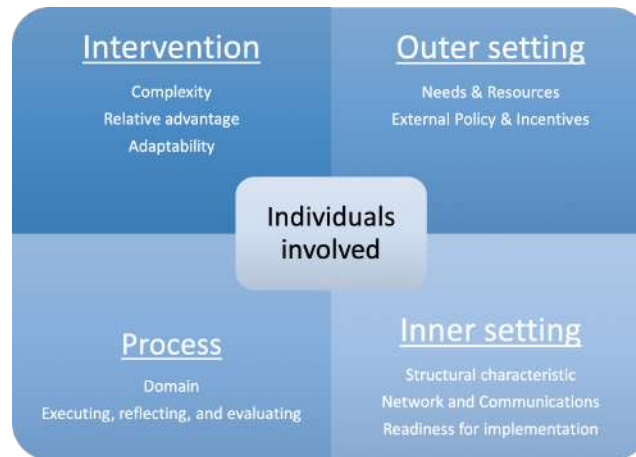 Intervention
Complexity
Relative advantage
Adaptability
Outer setting
Needs & Resources
External Policy & Incentives
Individuals
involved
Process
Domain
Executing, reflecting, and evaluating
Inner setting
Structural characteristic
Network and Communications
Readiness for implementation